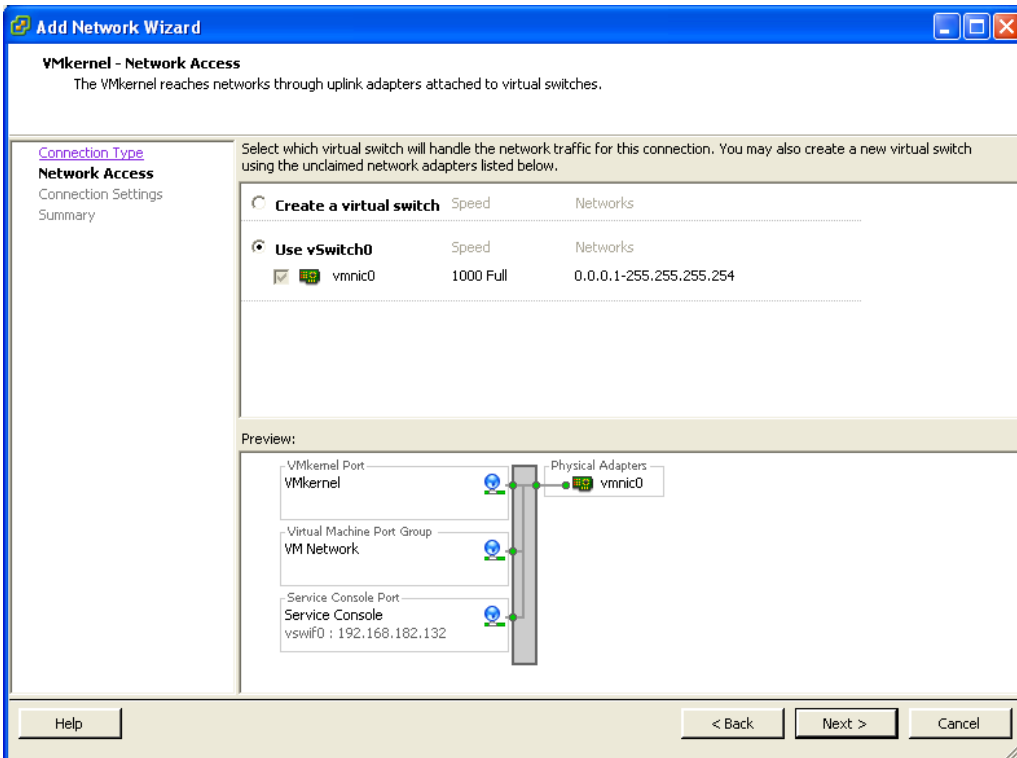 Add Network Wizard
VMkernel - Network Access
The VMkernel reaches networks through uplink adapters attached to virtual switches.
Connection Type
Network Access
Connection Settings
Summary
Select which virtual switch will handle the network traffic for this connection. You may also create a new virtual switch
using the unclaimed network adapters listed below.
Create a virtual switch Speed Networks
Use vSwitch0 Speed Networks
vmnic0 1000 Full 0.0.0.1-255.255.255.254
Preview:
VMkernel Port
VMkernel
Physical Adapters
vmnic0
Virtual Machine Port Group
VM Network
Service Console Port
Service Console
vswif0 : 192.168.182.132
Help
< Back
Next >
Cancel